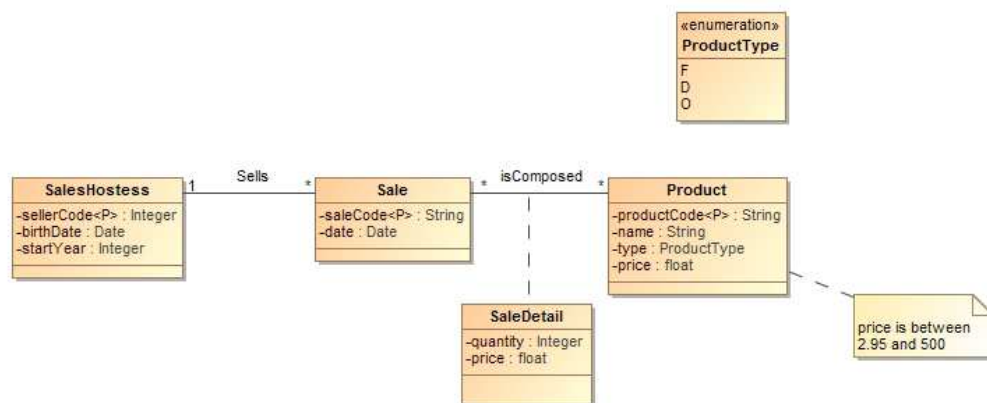 «enumeration»
ProductType
F
D
O
Sells
isComposed
1
*
*
*
SalesHostess
-sellerCode<P> : Integer
-birthDate : Date
-startYear : Integer
Sale
-saleCode<P> : String
-date : Date
Product
-productCode<P> : String
-name : String
-type : ProductType
-price : float
SaleDetail
-quantity : Integer
-price : float
price is between
2.95 and 500